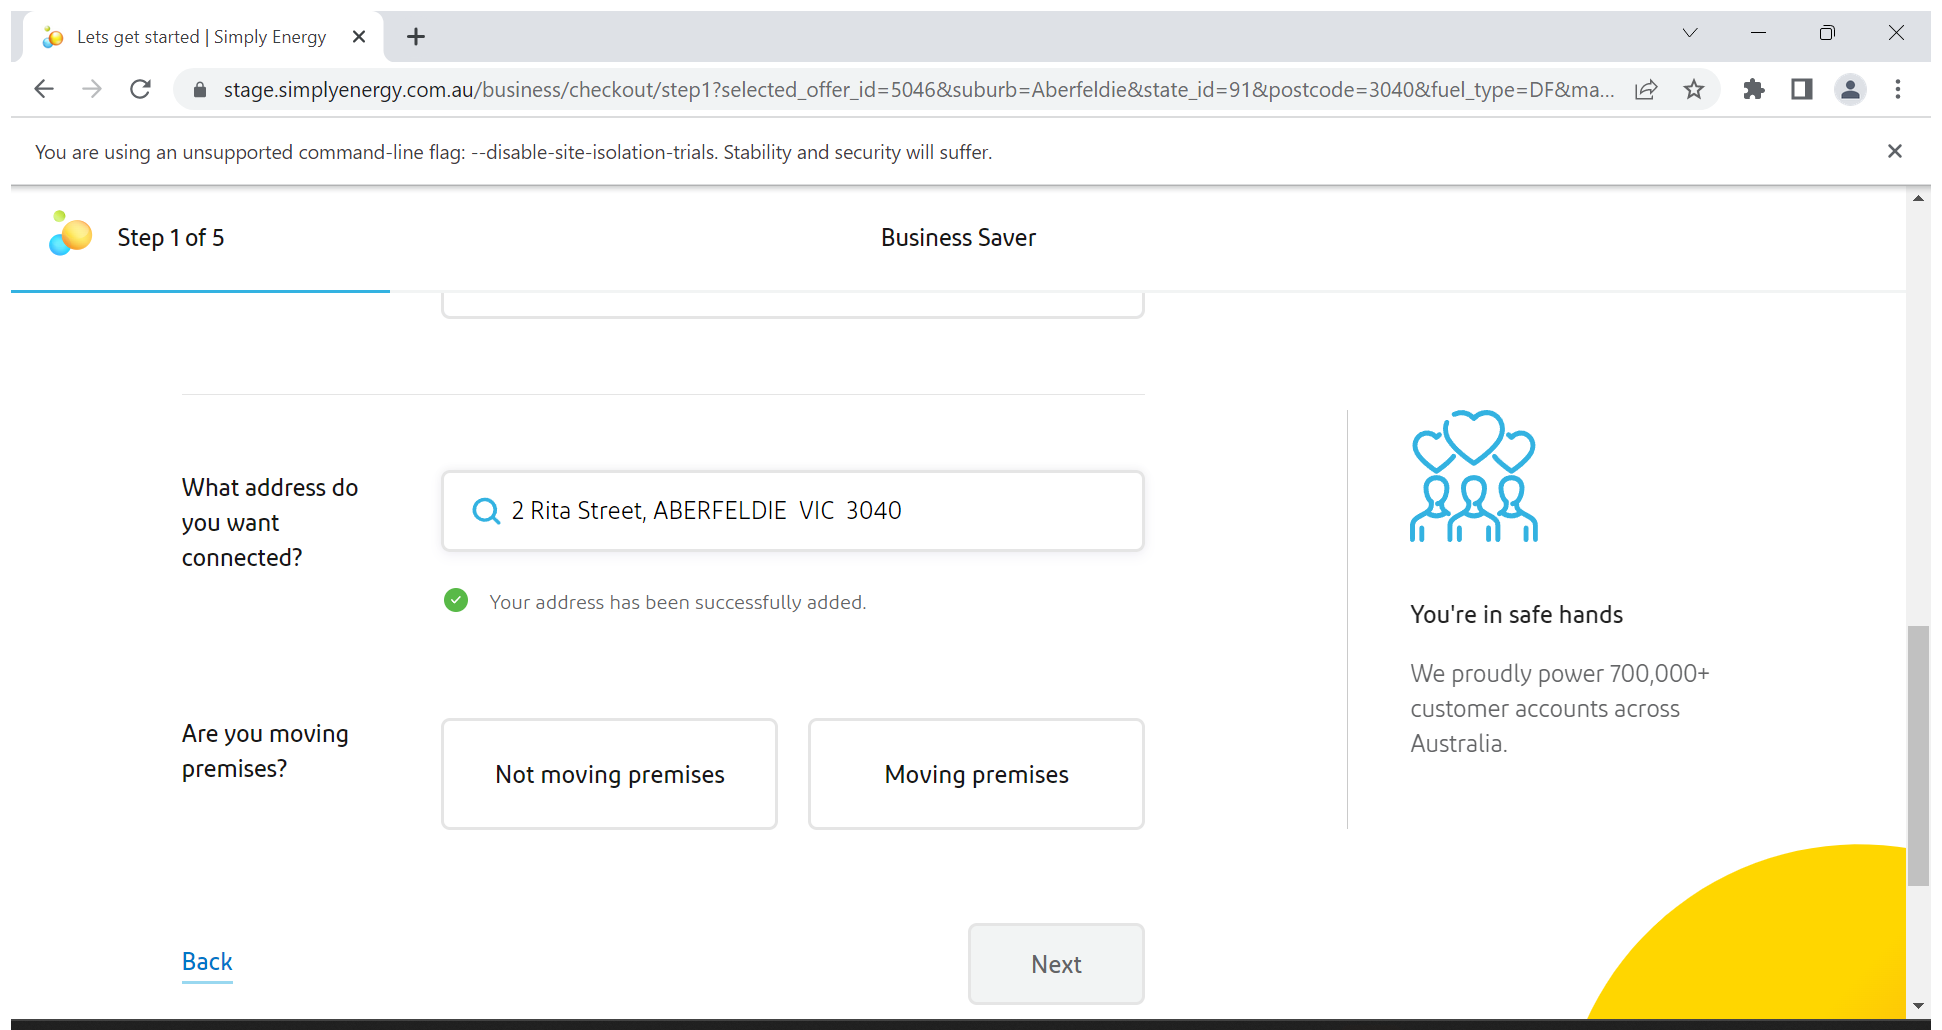 Lets get started | Simply Energy
stage.simplyenergy.com.au/business/checkout/step1?selected_offer_id=5046&suburb=Aberfeldie&state_id=91&postcode=3040&fuel_type=DF&ma...
You are using an unsupported command-line flag: --disable-site-isolation-trials. Stability and security will suffer.
Step 1 of 5
Business Saver
What address do
you want
connected?
2 Rita Street, ABERFELDIE  VIC  3040
Your address has been successfully added.
Are you moving
premises?
Not moving premises
Moving premises
Back
Next
You're in safe hands
We proudly power 700,000+
customer accounts across
Australia.